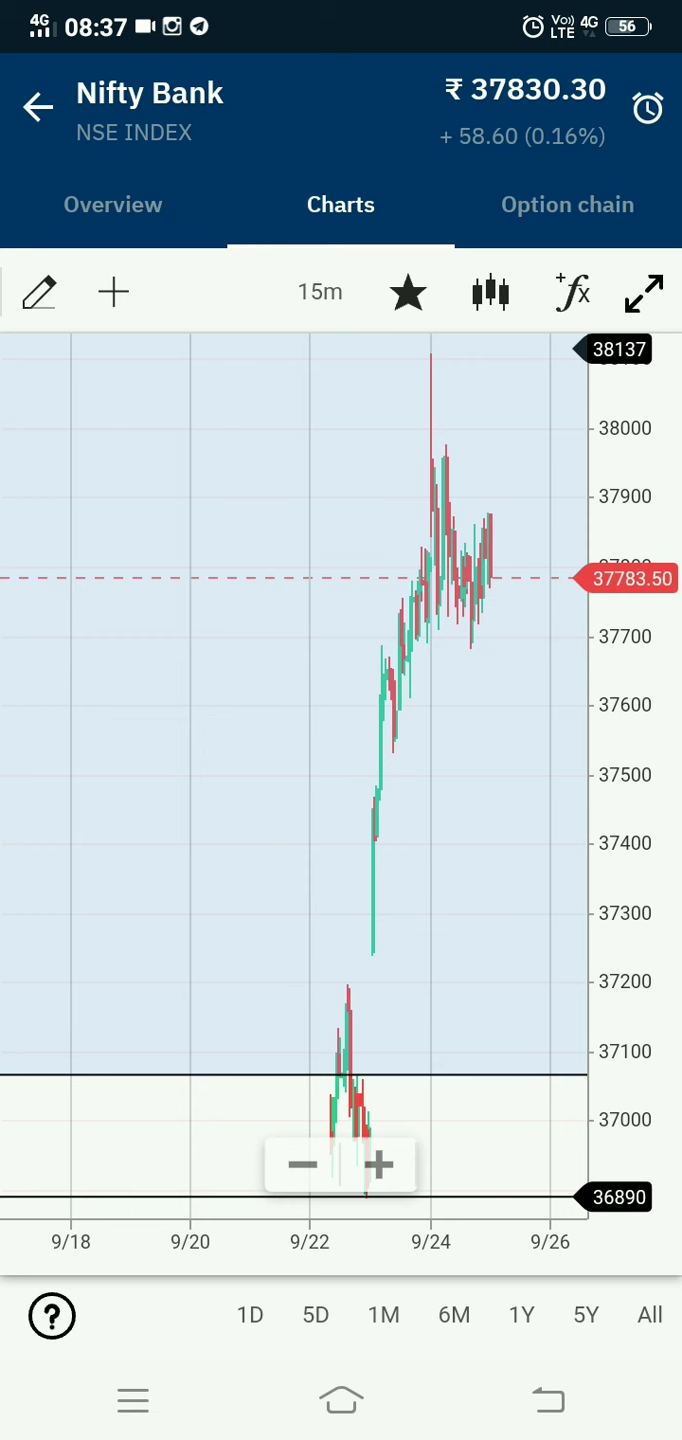 4G 08:37 Vo)) LTE 4G 56
Nifty Bank ₹ 37830.30
NSE INDEX + 58.60 (0.16%)
Overview Charts Option chain
15m +fx
38137
38000
37900
37783.50
37700
37600
37500
37400
37300
37200
37100
37000
36890
9/18 9/20 9/22 9/24 9/26
? 1D 5D 1M 6M 1Y 5Y All